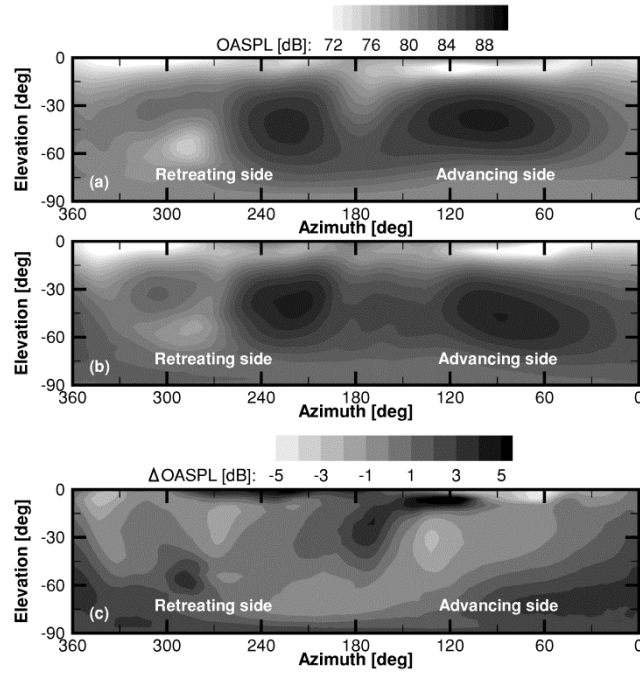 OASPL [dB]: 72 76 80 84 88
0
-30
-60
-90
Elevation [deg]
(a)
Retreating side
Advancing side
360 300 240 180 120 60 0
Azimuth [deg]
0
-30
-60
-90
Elevation [deg]
(b)
Retreating side
Advancing side
360 300 240 180 120 60 0
Azimuth [deg]
Δ OASPL [dB]: -5 -3 -1 1 3 5
0
-30
-60
-90
Elevation [deg]
(c)
Retreating side
Advancing side
360 300 240 180 120 60 0
Azimuth [deg]